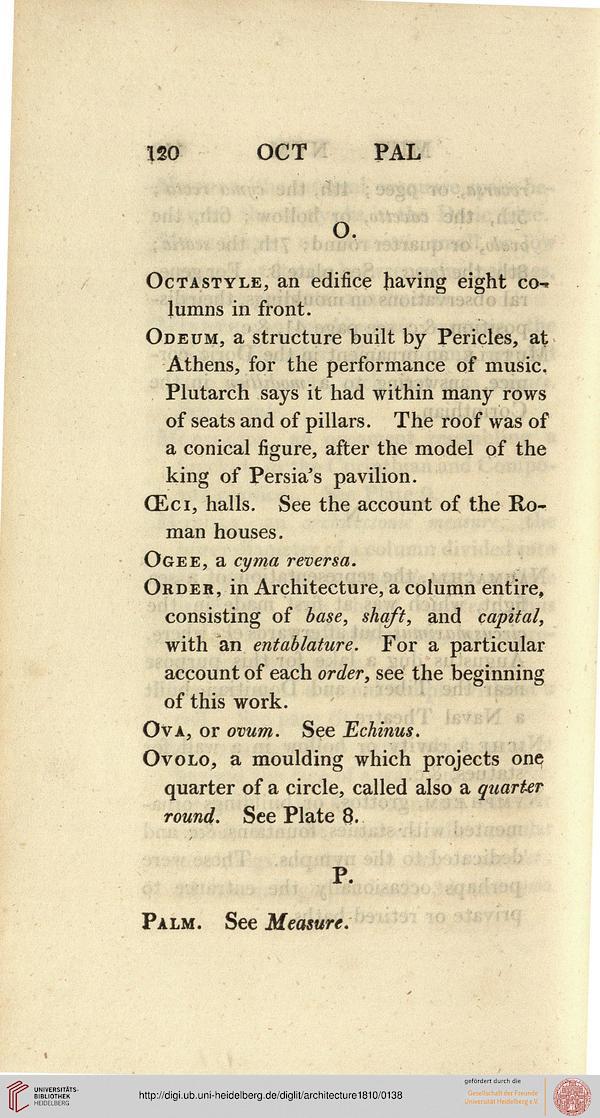 120 OCT PAL
O.
OCTASTYLE, an edifice having eight co-
lumns in front.
ODEUM, a structure built by Pericles, at
Athens, for the performance of music.
Plutarch says it had within many rows
of seats and of pillars. The roof was of
a conical figure, after the model of the
king of Persia's pavilion.
ŒCI, halls. See the account of the Ro-
man houses.
OGEE, a cyma reversa.
ORDER, in Architecture, a column entire,
consisting of base, shaft, and capital,
with an entablature. For a particular
account of each order, see the beginning
of this work.
OVA, or ovum. See Echinus.
OVOLO, a moulding which projects one
quarter of a circle, called also a quarter
round. See Plate 8.
P.
PALM. See Measure.
UNIVERSITÄTS-
BIBLIOTHEK
HEIDELBERG
http://digi.ub.uni-heidelberg.de/diglit/architecture1810/0138
gefördert durch die
Gesellschaft der Freunde
Universität Heidelberg e.V.